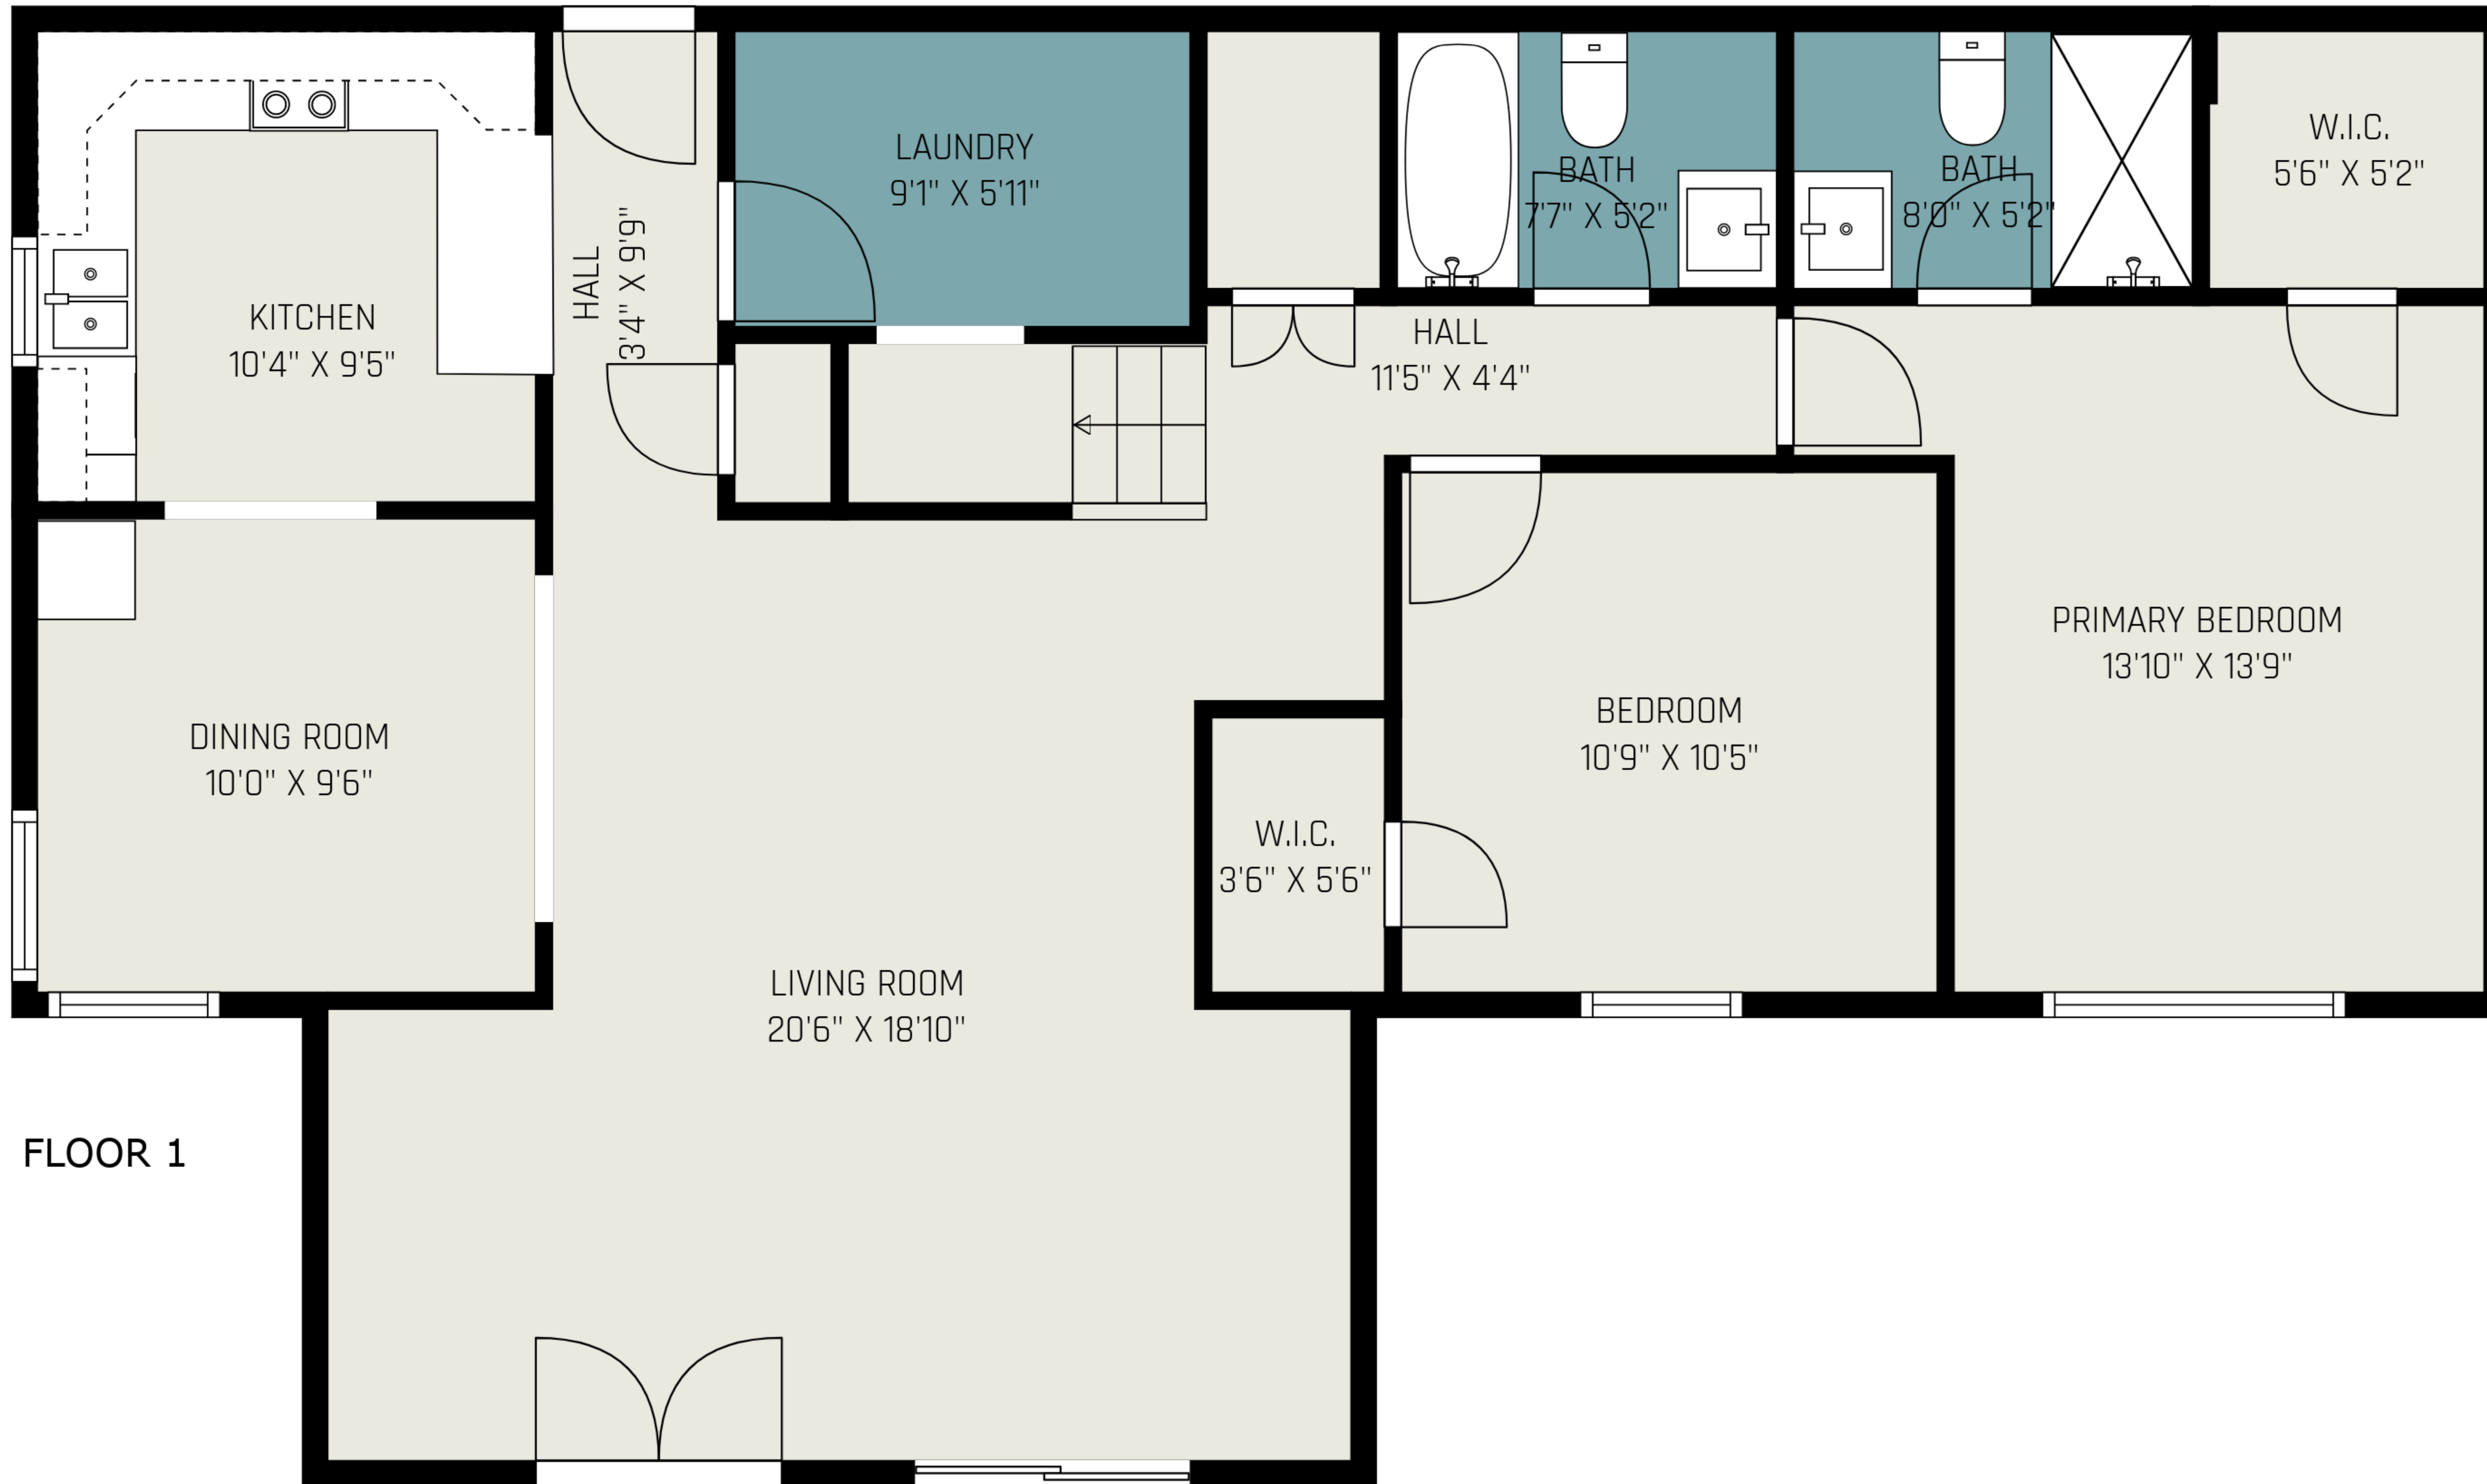 LAUNDRY
9'1" X 5'11"
BATH
7'7" X 5'2"
BATH
8'0" X 5'2"
W.I.C.
5'6" X 5'2"
HALL
3'4" X 9'9"
KITCHEN
10'4" X 9'5"
HALL
11'5" X 4'4"
PRIMARY BEDROOM
13'10" X 13'9"
BEDROOM
10'9" X 10'5"
DINING ROOM
10'0" X 9'6"
W.I.C.
3'6" X 5'6"
LIVING ROOM
20'6" X 18'10"
FLOOR 1